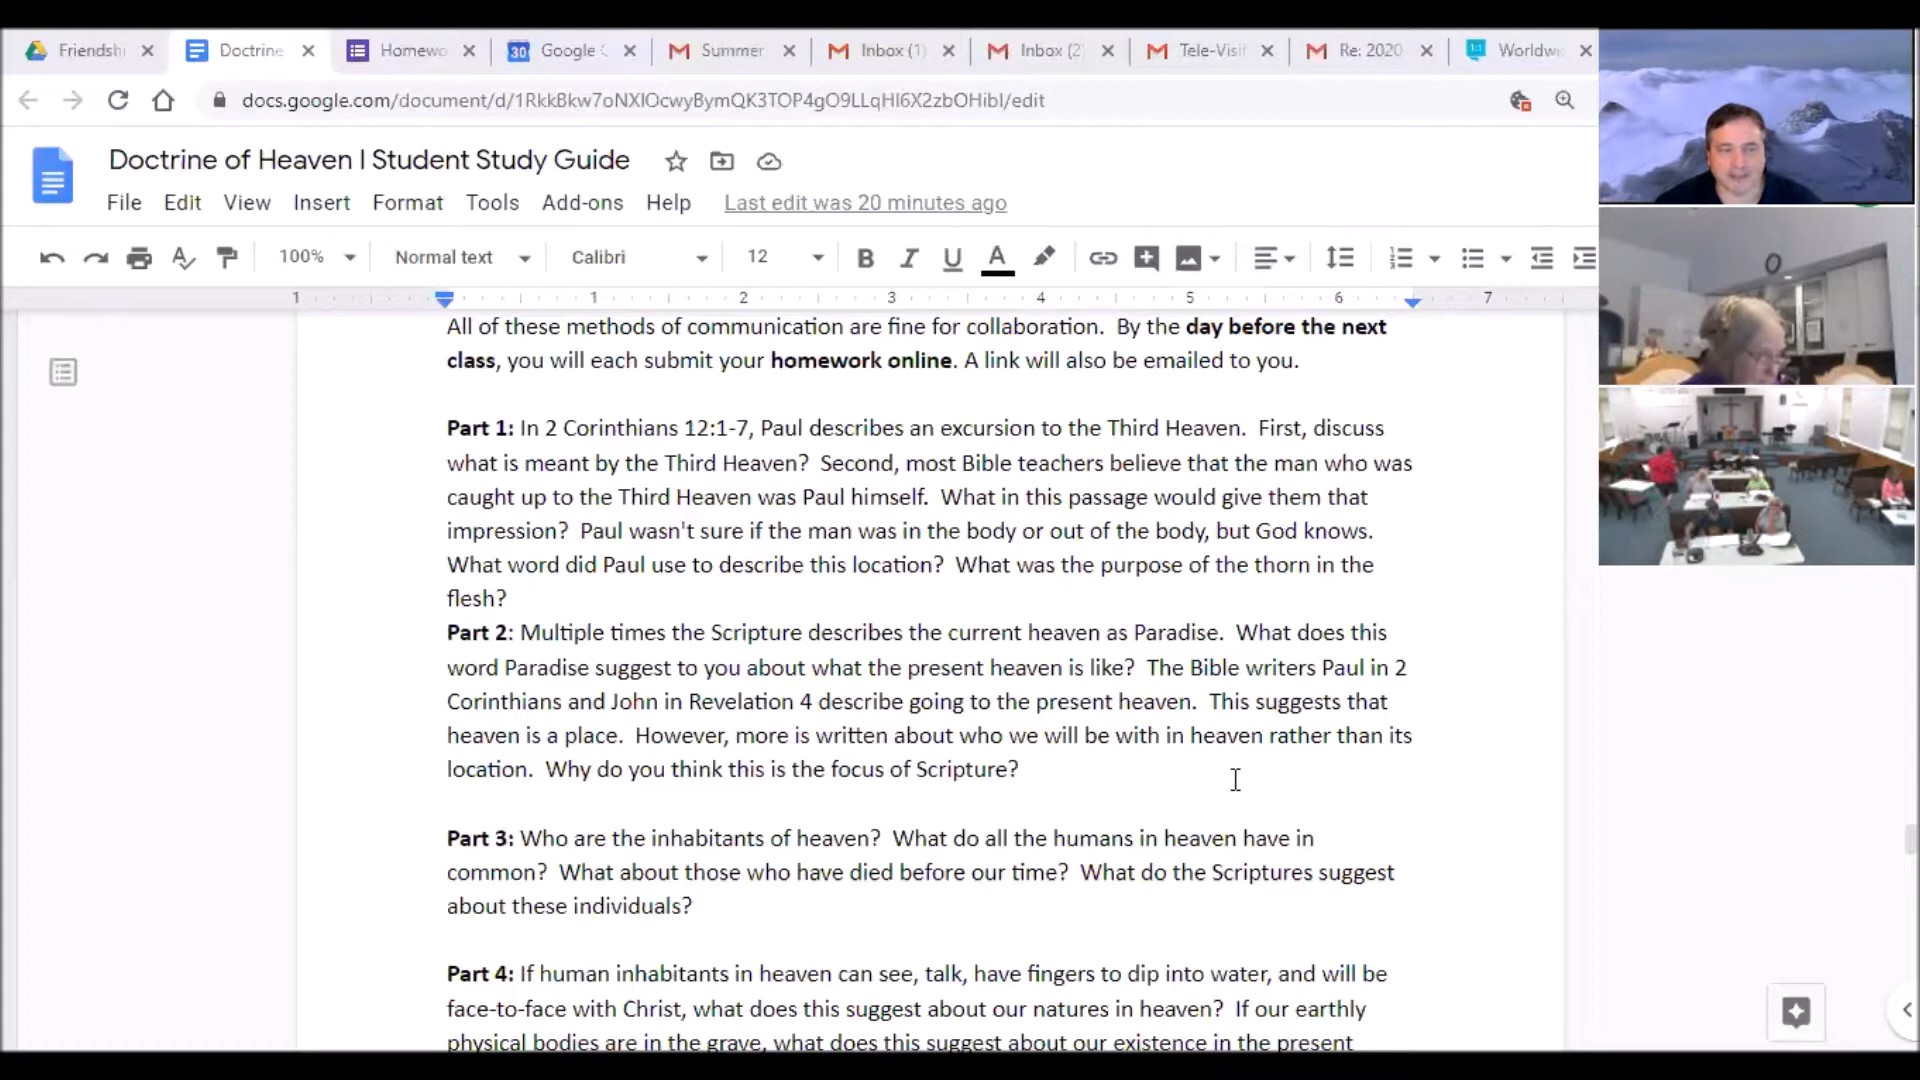 Friendsh
Doctrine
Homewo
30
Google C
Summer
Inbox (1)
Inbox (2)
Tele-Visit
Re: 2020
1:1
Worldwi
docs.google.com/document/d/1RkkBkw7oNXIOcwyBymQK3TOP4gO9LLqHI6X2zbOHibI/edit
Doctrine of Heaven I Student Study Guide
File Edit View Insert Format Tools Add-ons Help Last edit was 20 minutes ago
100% Normal text Calibri 12 B I U A
1 1 2 3 4 5 6 7
All of these methods of communication are fine for collaboration. By the day before the next
class, you will each submit your homework online. A link will also be emailed to you.
Part 1: In 2 Corinthians 12:1-7, Paul describes an excursion to the Third Heaven. First, discuss
what is meant by the Third Heaven? Second, most Bible teachers believe that the man who was
caught up to the Third Heaven was Paul himself. What in this passage would give them that
impression? Paul wasn't sure if the man was in the body or out of the body, but God knows.
What word did Paul use to describe this location? What was the purpose of the thorn in the
flesh?
Part 2: Multiple times the Scripture describes the current heaven as Paradise. What does this
word Paradise suggest to you about what the present heaven is like? The Bible writers Paul in 2
Corinthians and John in Revelation 4 describe going to the present heaven. This suggests that
heaven is a place. However, more is written about who we will be with in heaven rather than its
location. Why do you think this is the focus of Scripture?
Part 3: Who are the inhabitants of heaven? What do all the humans in heaven have in
common? What about those who have died before our time? What do the Scriptures suggest
about these individuals?
Part 4: If human inhabitants in heaven can see, talk, have fingers to dip into water, and will be
face-to-face with Christ, what does this suggest about our natures in heaven? If our earthly
physical bodies are in the grave, what does this suggest about our existence in the present